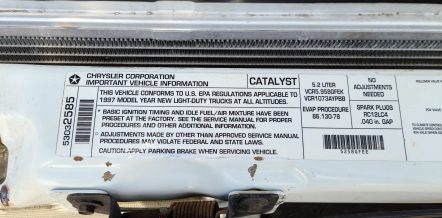 CHRYSLER CORPORATION
IMPORTANT VEHICLE INFORMATION
CATALYST
THIS VEHICLE CONFORMS TO U.S. EPA REGULATIONS APPLICABLE TO
1997 MODEL YEAR NEW LIGHT-DUTY TRUCKS AT ALL ALTITUDES.
* BASIC IGNITION TIMING AND IDLE FUEL/AIR MIXTURE HAVE BEEN
PRESET AT THE FACTORY. SEE THE SERVICE MANUAL FOR PROPER
PROCEDURES AND OTHER ADDITIONAL INFORMATION.
ADJUSTMENTS MADE BY OTHER THAN APPROVED SERVICE MANUAL
PROCEDURES MAY VIOLATE FEDERAL AND STATE LAWS.
CAUTION: APPLY PARKING BRAKE WHEN SERVICING VEHICLE.
53032585
5.2 LITER
VCR5.9580FEK
VCR1073AYPBB
EVAP PROCEDURE
86.130-78
NO
ADJUSTMENTS
NEEDED
SPARK PLUGS
RC12LC4
.040 in. GAP